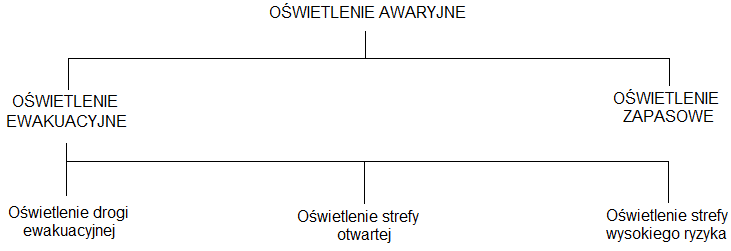 OŚWIETLENIE AWARYJNE
OŚWIETLENIE
EWAKUACYJNE
OŚWIETLENIE
ZAPASOWE
Oświetlenie drogi
ewakuacyjnej
Oświetlenie strefy
otwartej
Oświetlenie strefy
wysokiego ryzyka